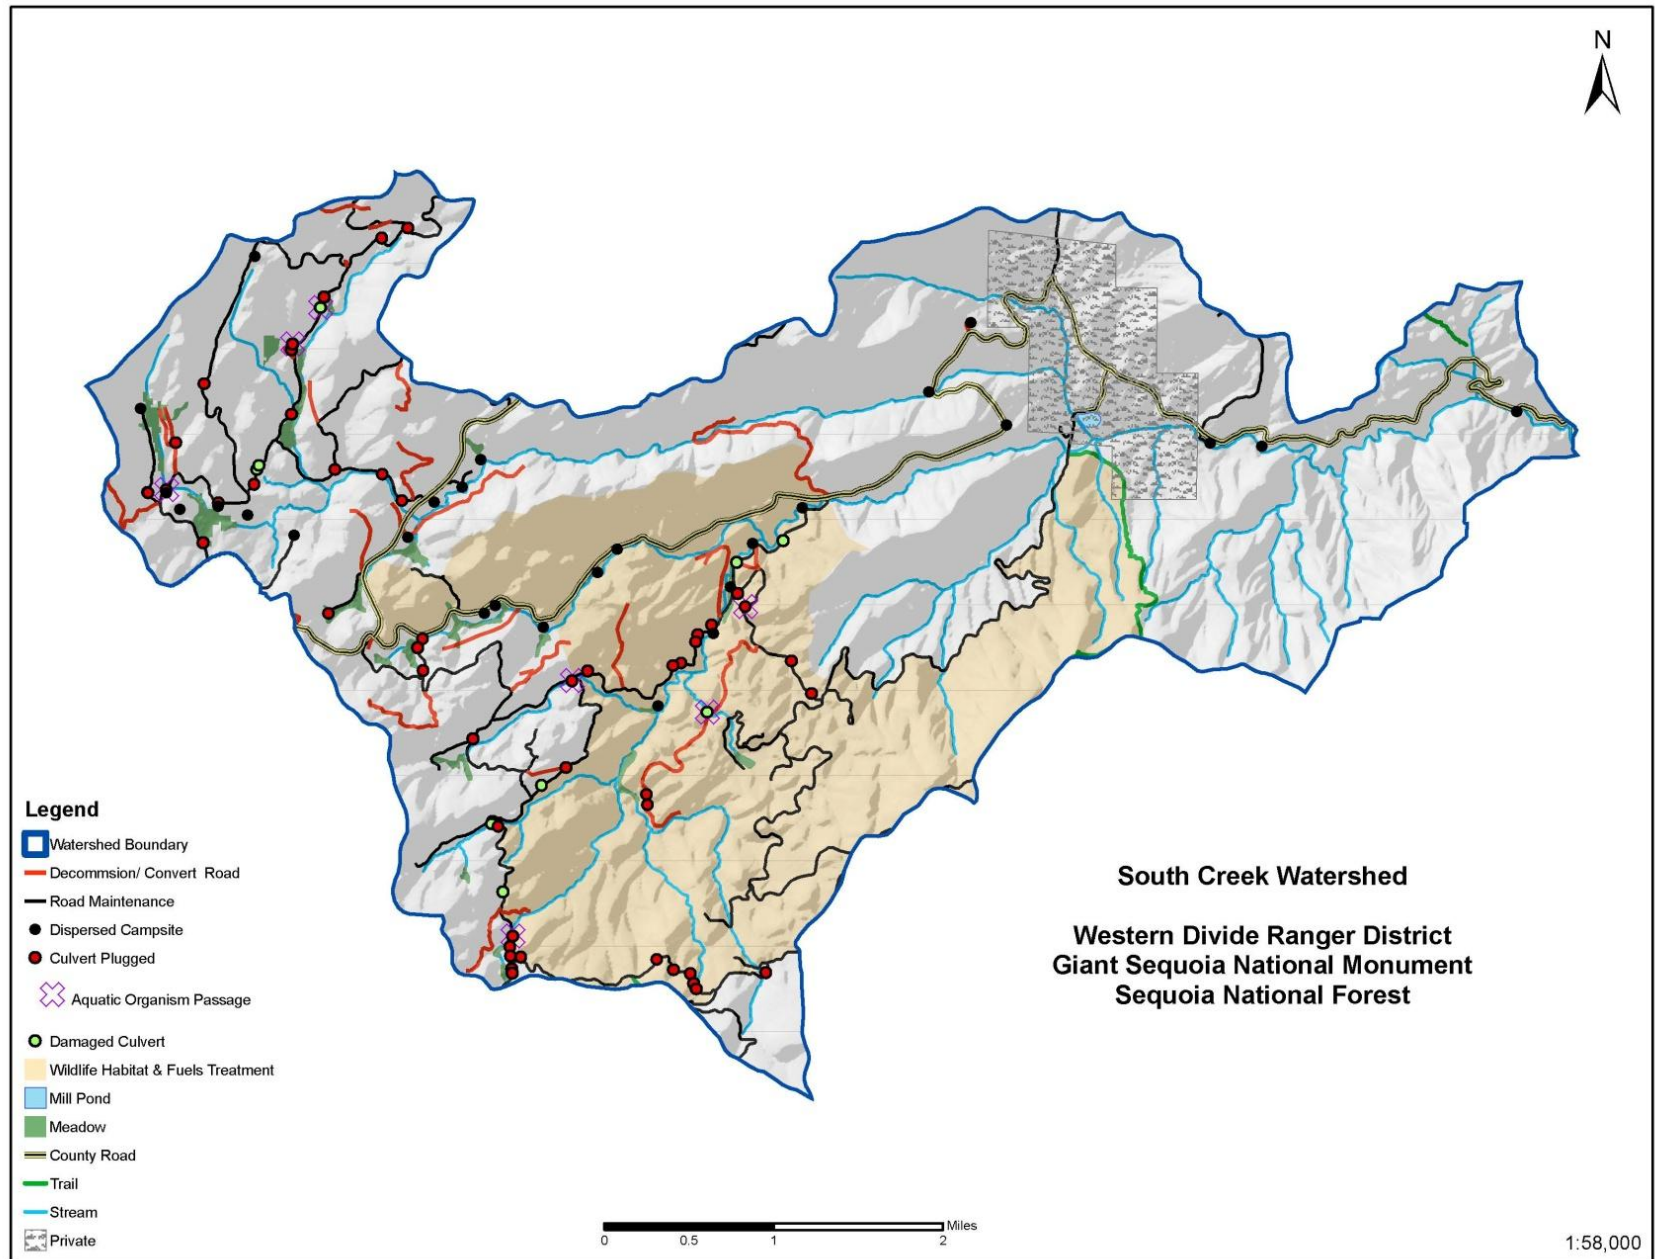 N
Legend
Watershed Boundary
Decommsion/ Convert Road
Road Maintenance
Dispersed Campsite
Culvert Plugged
Aquatic Organism Passage
Damaged Culvert
Wildlife Habitat & Fuels Treatment
Mill Pond
Meadow
County Road
Trail
Stream
Private
South Creek Watershed
Western Divide Ranger District
Giant Sequoia National Monument
Sequoia National Forest
Miles
0 0.5 1 2
1:58,000